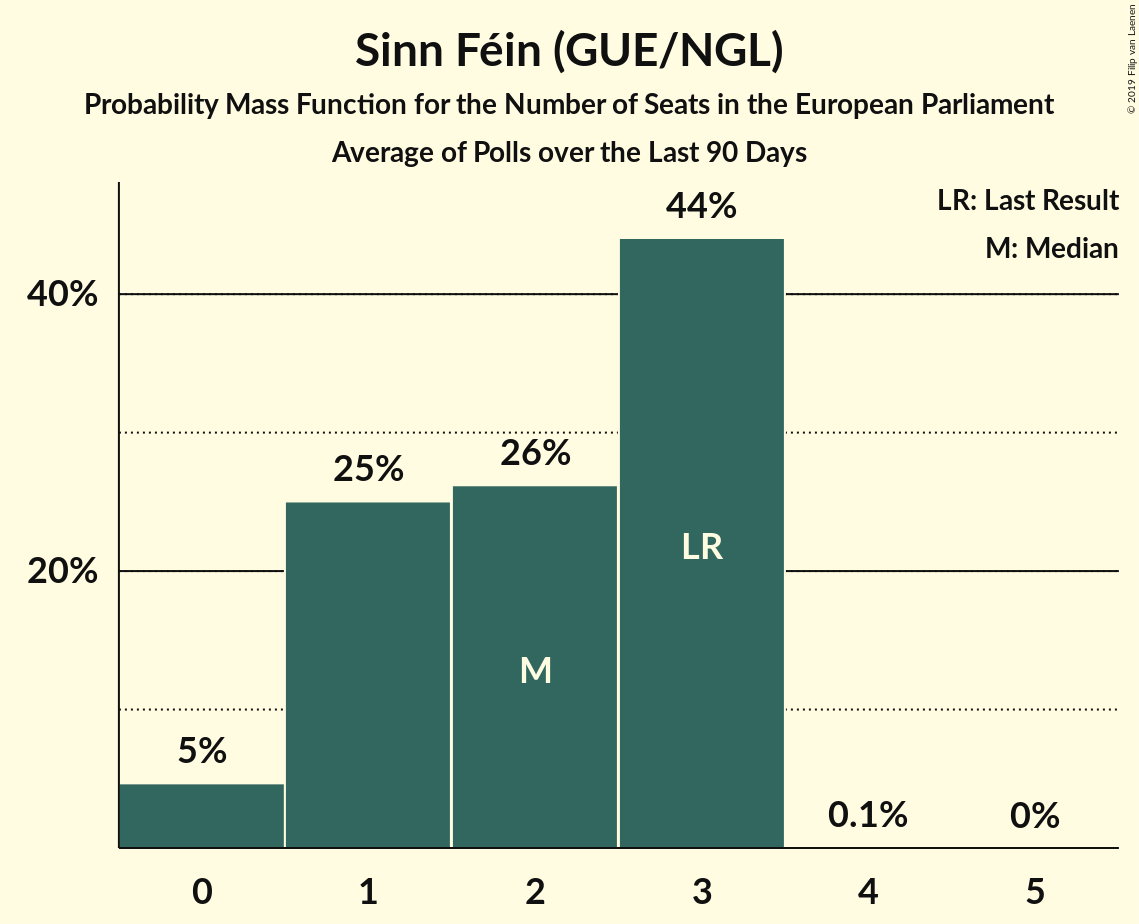 Sinn Féin (GUE/NGL)
Probability Mass Function for the Number of Seats in the European Parliament
Average of Polls over the Last 90 Days
© 2019 Filip van Laenen
LR: Last Result
M: Median
44%
40%
26%
25%
LR
20%
M
5%
0.1%
0%
0 1 2 3 4 5